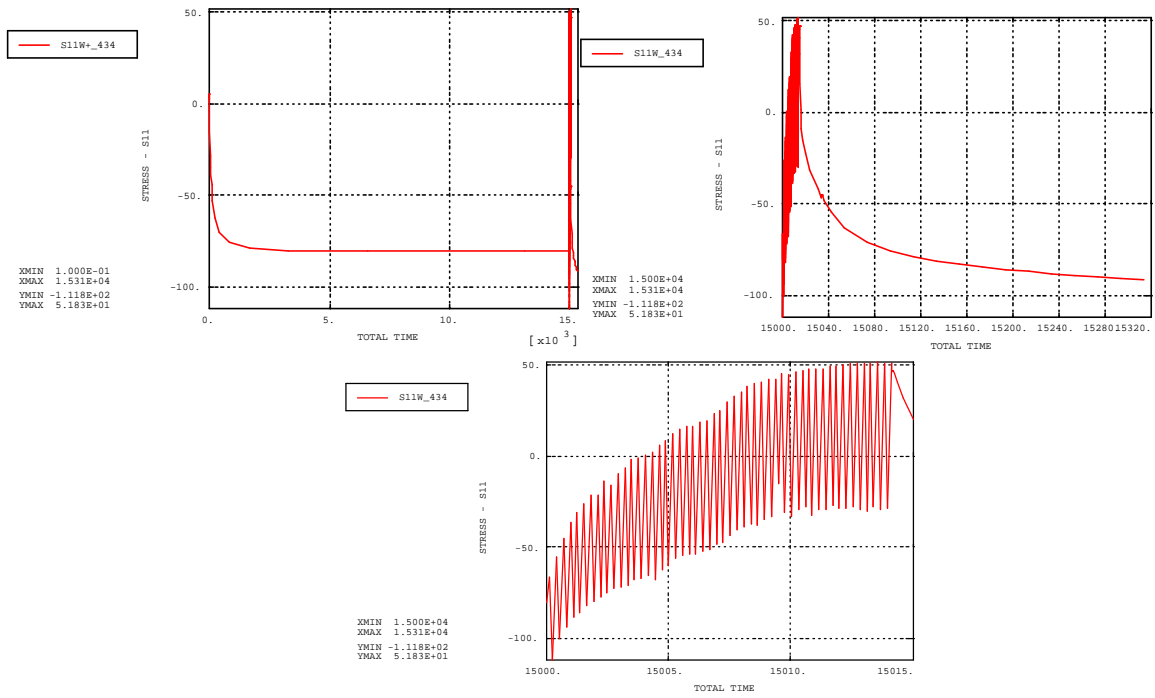 50.
S11W+_434
0.
STRESS - S11
-50.
XMIN 1.000E-01
XMAX 1.531E+04
YMIN -1.118E+02
YMAX 5.183E+01
-100.
0. 5. 10. 15.
TOTAL TIME [ x10 3 ]
50.
S11W_434
0.
STRESS - S11
-50.
XMIN 1.500E+04
XMAX 1.531E+04
YMIN -1.118E+02
YMAX 5.183E+01
-100.
15000. 15040. 15080. 15120. 15160. 15200. 15240. 15280. 15320.
TOTAL TIME
50.
S11W_434
0.
STRESS - S11
-50.
XMIN 1.500E+04
XMAX 1.531E+04
YMIN -1.118E+02
YMAX 5.183E+01
-100.
15000. 15005. 15010. 15015.
TOTAL TIME